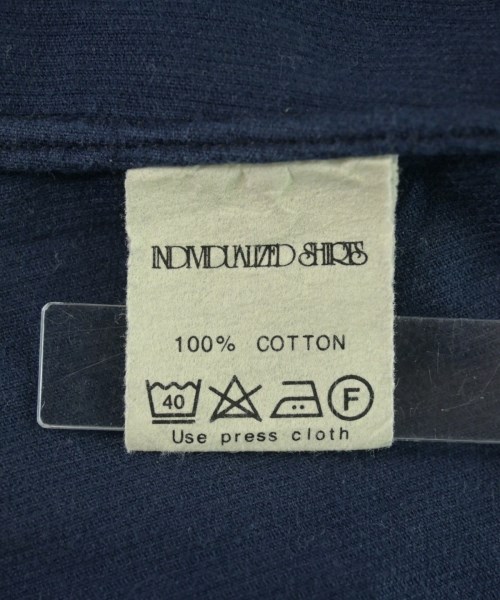 INDIVIDUALIZED SHIRTS
100% COTTON
40 F
Use press cloth